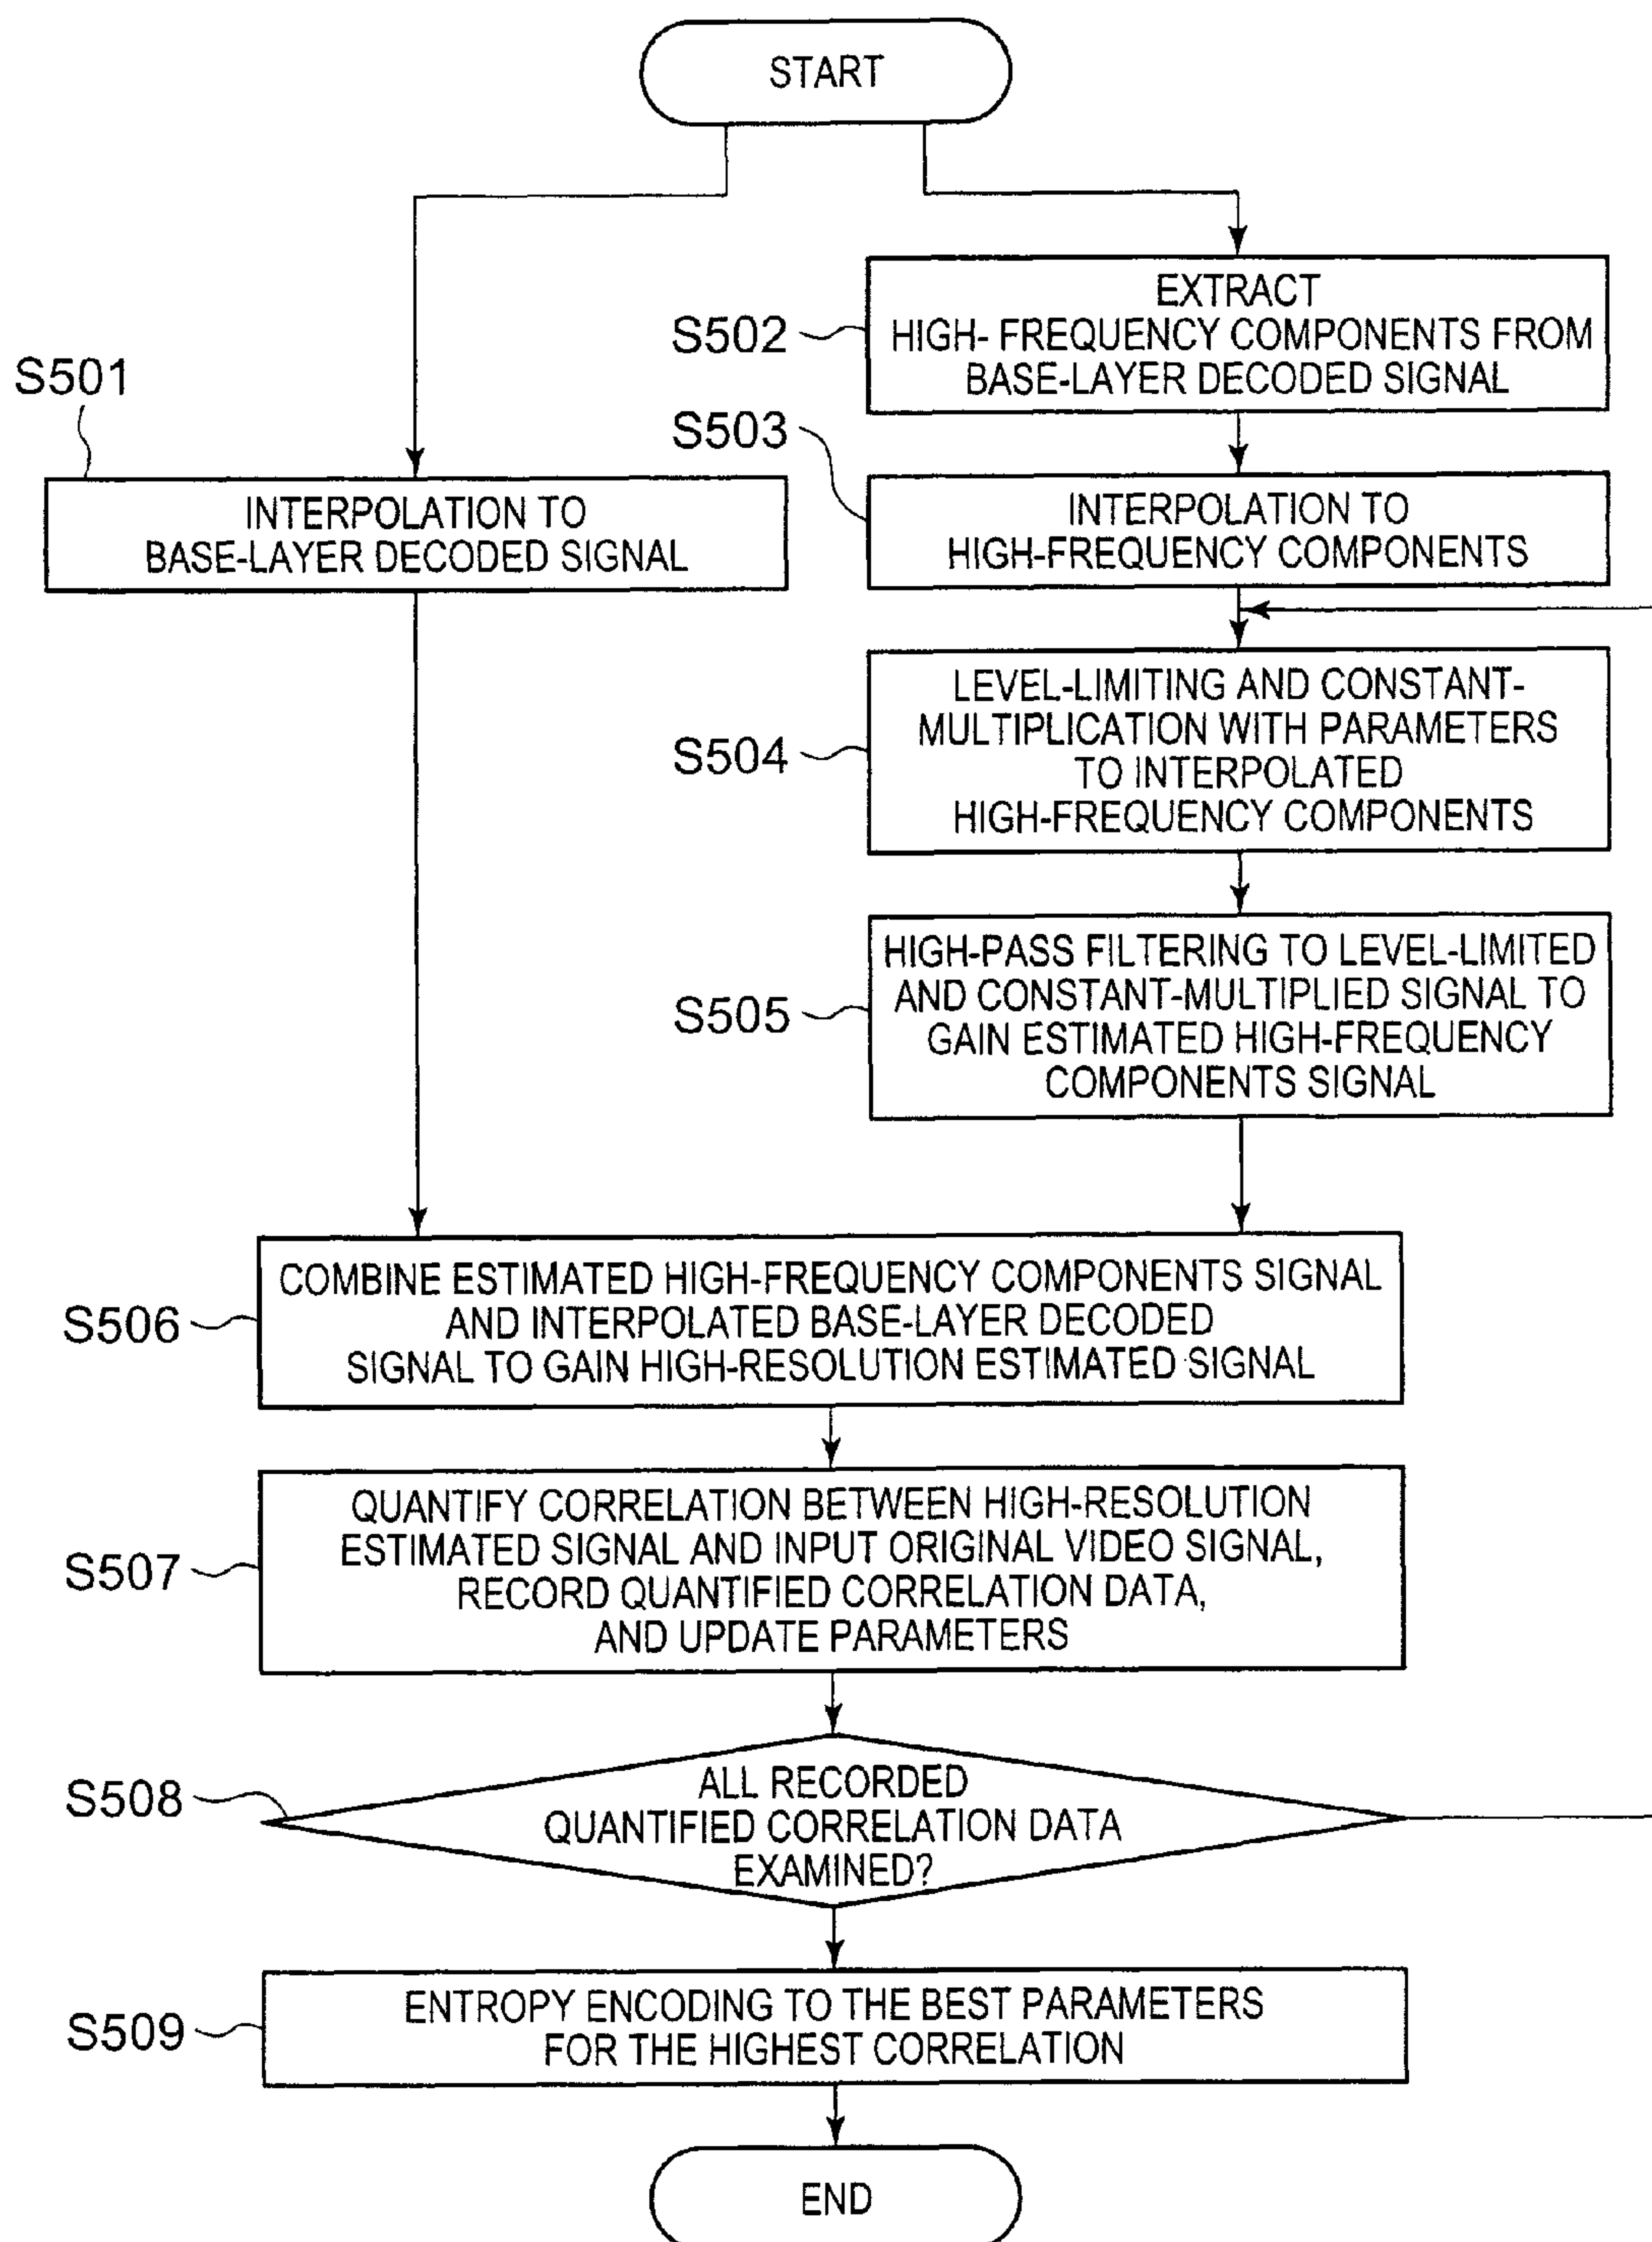 START
S502
EXTRACT
HIGH- FREQUENCY COMPONENTS FROM
BASE-LAYER DECODED SIGNAL
S501
INTERPOLATION TO
BASE-LAYER DECODED SIGNAL
S503
INTERPOLATION TO
HIGH-FREQUENCY COMPONENTS
S504
LEVEL-LIMITING AND CONSTANT-
MULTIPLICATION WITH PARAMETERS
TO INTERPOLATED
HIGH-FREQUENCY COMPONENTS
S505
HIGH-PASS FILTERING TO LEVEL-LIMITED
AND CONSTANT-MULTIPLIED SIGNAL TO
GAIN ESTIMATED HIGH-FREQUENCY
COMPONENTS SIGNAL
S506
COMBINE ESTIMATED HIGH-FREQUENCY COMPONENTS SIGNAL
AND INTERPOLATED BASE-LAYER DECODED
SIGNAL TO GAIN HIGH-RESOLUTION ESTIMATED SIGNAL
S507
QUANTIFY CORRELATION BETWEEN HIGH-RESOLUTION
ESTIMATED SIGNAL AND INPUT ORIGINAL VIDEO SIGNAL,
RECORD QUANTIFIED CORRELATION DATA,
AND UPDATE PARAMETERS
S508
ALL RECORDED
QUANTIFIED CORRELATION DATA
EXAMINED?
S509
ENTROPY ENCODING TO THE BEST PARAMETERS
FOR THE HIGHEST CORRELATION
END